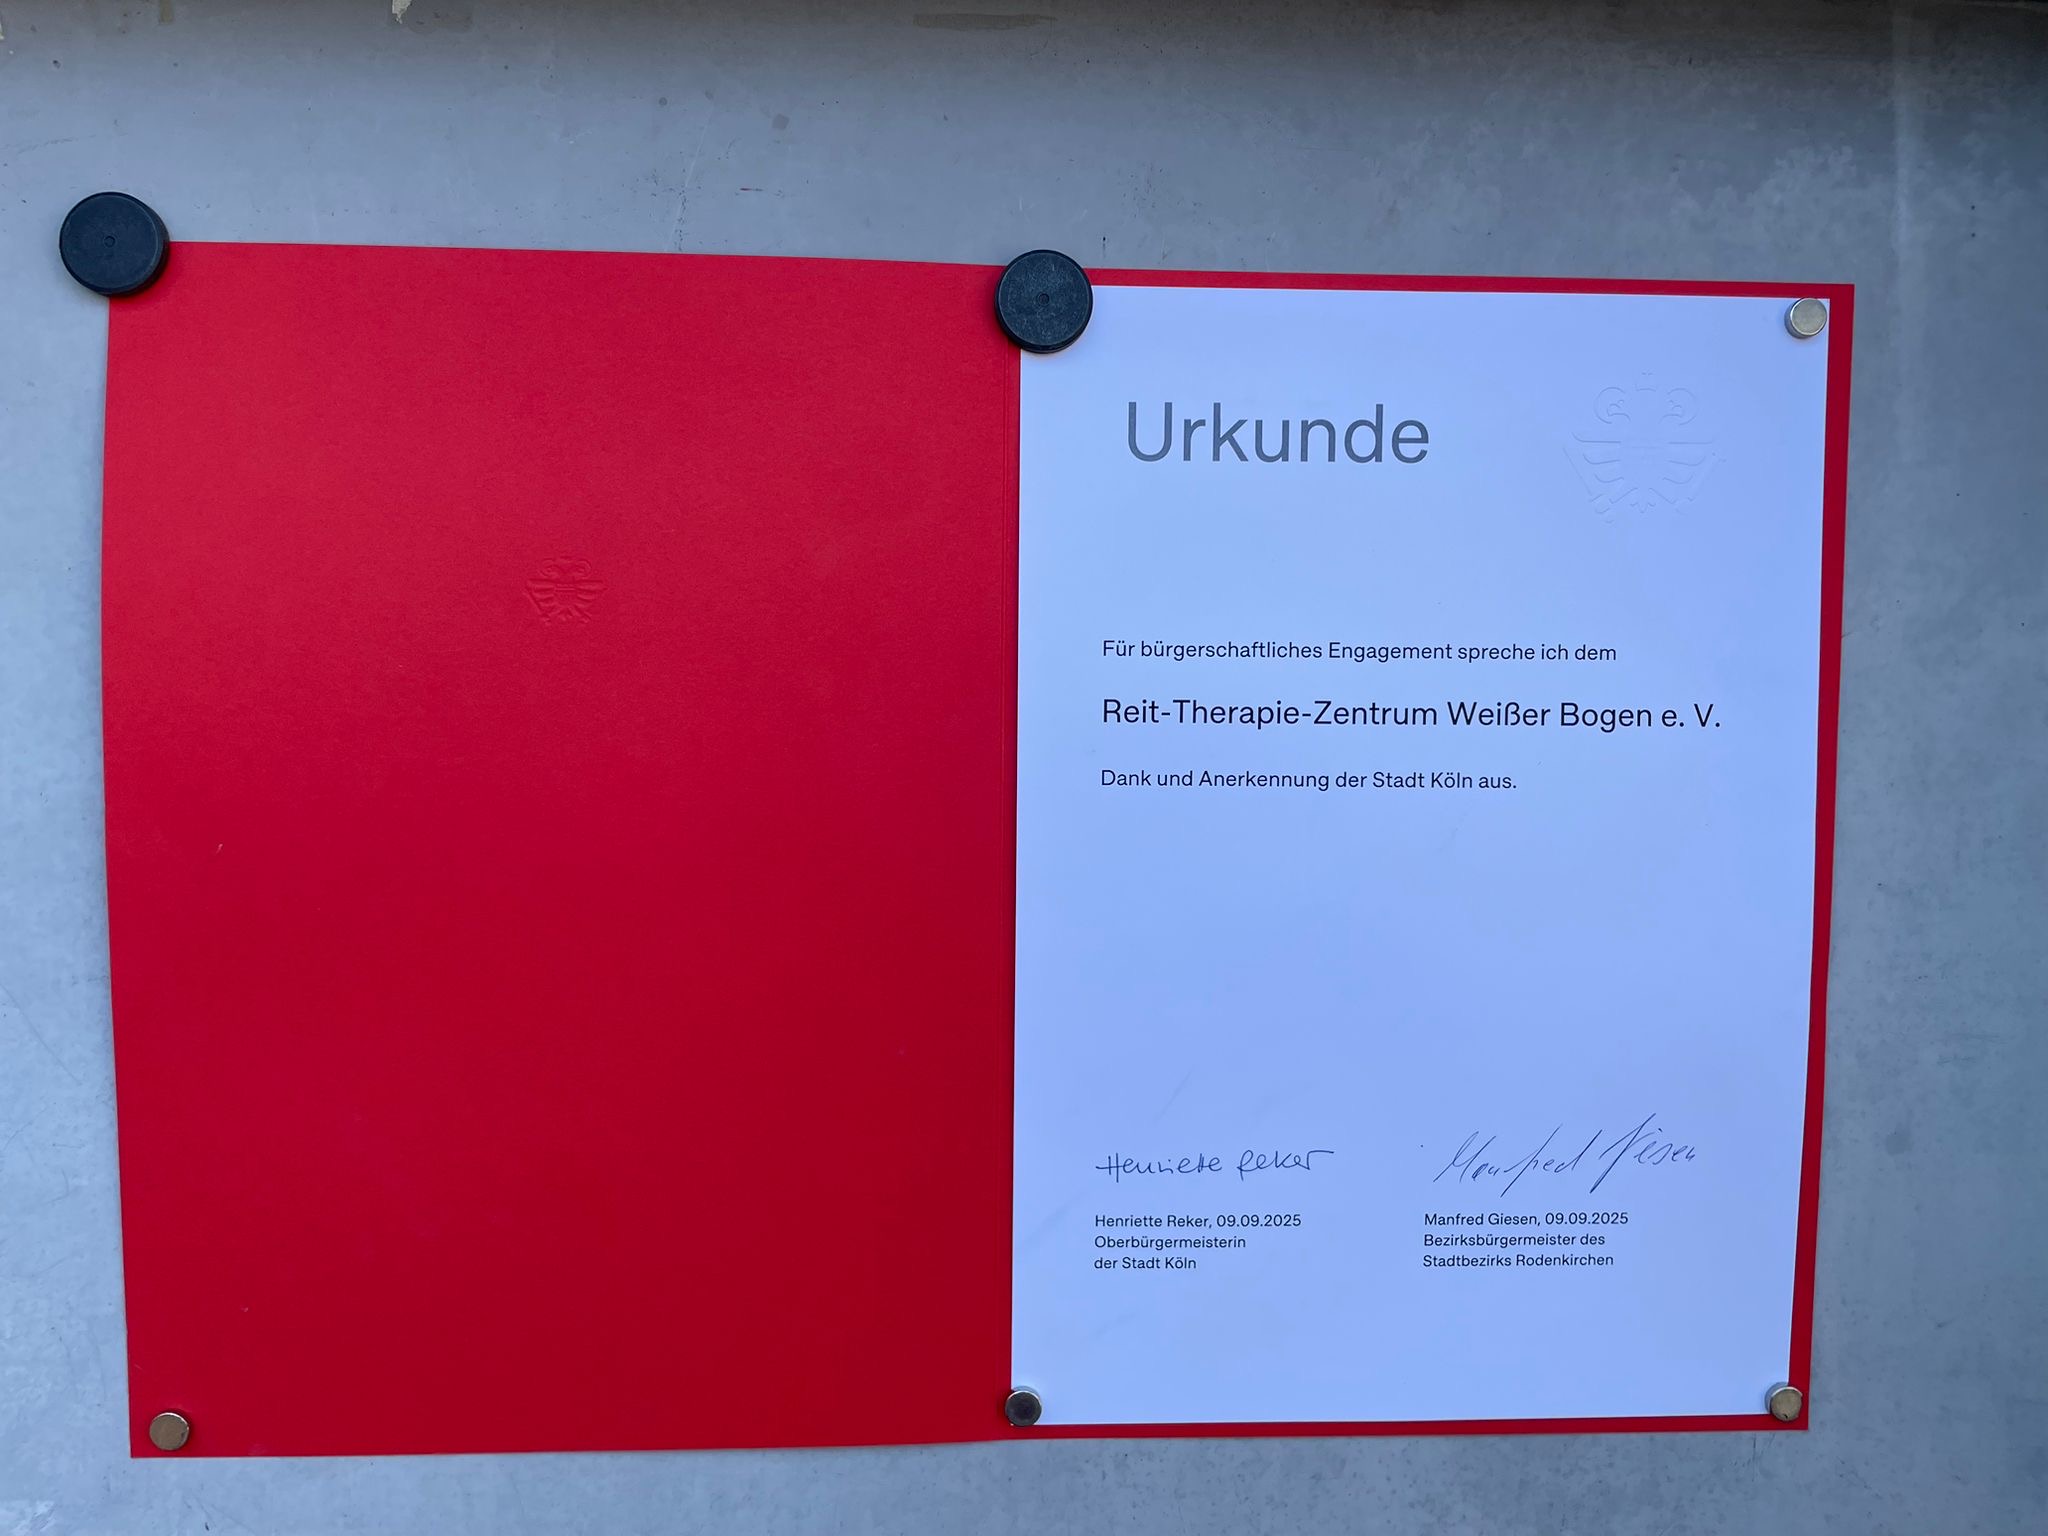 Urkunde
Für bürgerschaftliches Engagement spreche ich dem
Reit-Therapie-Zentrum Weißer Bogen e. V.
Dank und Anerkennung der Stadt Köln aus.
Henriette Reker
Manfred Giesen
Henriette Reker, 09.09.2025
Oberbürgermeisterin
der Stadt Köln
Manfred Giesen, 09.09.2025
Bezirksbürgermeister des
Stadtbezirks Rodenkirchen